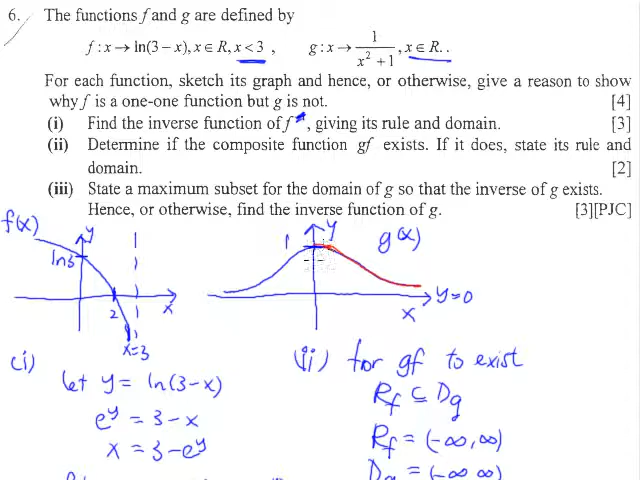 6. The functions f and g are defined by
f : x → ln(3 − x), x ∈ R, x < 3 , g : x → 1/(x² + 1), x ∈ R. .
For each function, sketch its graph and hence, or otherwise, give a reason to show
why f is a one-one function but g is not. [4]
(i) Find the inverse function of f , giving its rule and domain. [3]
(ii) Determine if the composite function gf exists. If it does, state its rule and
domain. [2]
(iii) State a maximum subset for the domain of g so that the inverse of g exists.
Hence, or otherwise, find the inverse function of g. [3][PJC]
f(x) y
ln3
2 x
x=3
1 y g(x)
y=0
x
(i)
let y = ln(3-x)
e^y = 3-x
x = 3-e^y
(ii) for gf to exist
R_f ⊆ D_g
R_f = (-∞,∞)
D_g = (-∞ ∞)